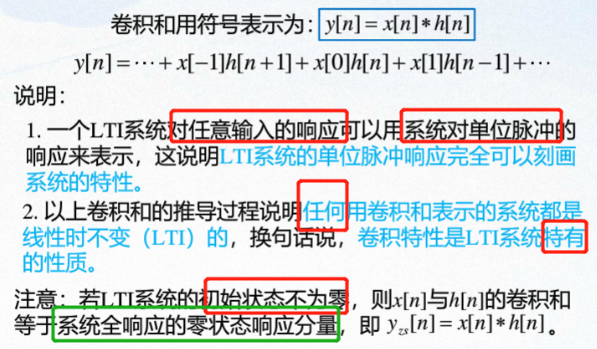 卷积和用符号表示为：y[n]=x[n]*h[n]
y[n]=⋯+x[-1]h[n+1]+x[0]h[n]+x[1]h[n-1]+⋯
说明：
1. 一个LTI系统对任意输入的响应可以用系统对单位脉冲的
响应来表示，这说明LTI系统的单位脉冲响应完全可以刻画
系统的特性。
2. 以上卷积和的推导过程说明任何用卷积和表示的系统都是
线性时不变（LTI）的，换句话说，卷积特性是LTI系统特有
的性质。
注意：若LTI系统的初始状态不为零，则x[n]与h[n]的卷积和
等于系统全响应的零状态响应分量，即 yzs[n]=x[n]*h[n]。